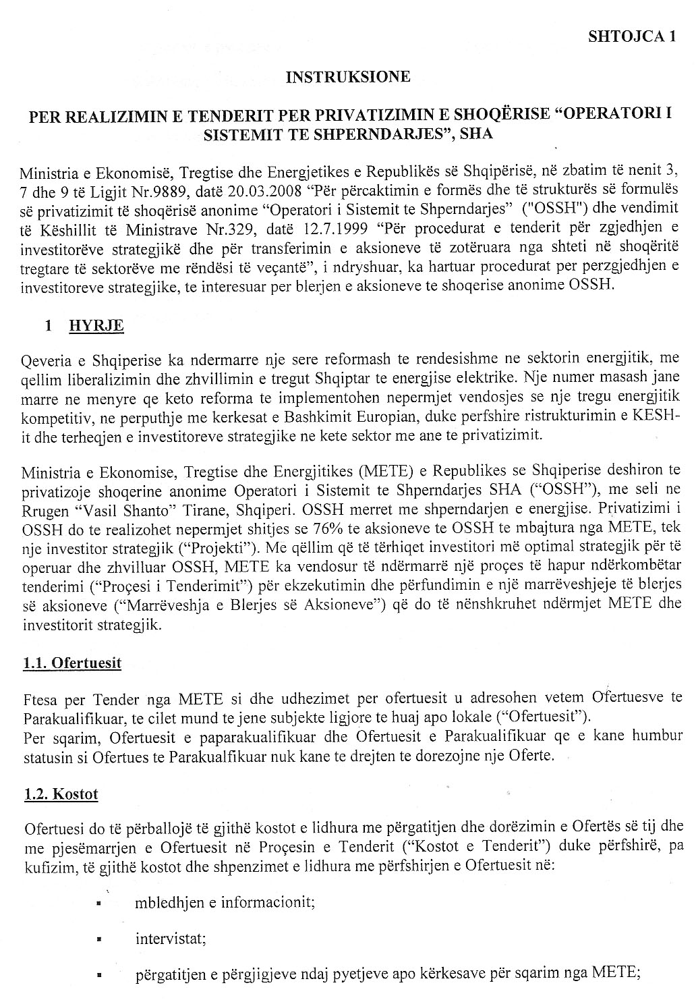 SHTOJCA 1
INSTRUKSIONE
PER REALIZIMIN E TENDERIT PER PRIVATIZIMIN E SHOQËRISE “OPERATORI I
SISTEMIT TE SHPERNDARJES”, SHA
Ministria e Ekonomisë, Tregtise dhe Energjetikes e Republikës së Shqipërisë, në zbatim të nenit 3,
7 dhe 9 të Ligjit Nr.9889, datë 20.03.2008 “Për përcaktimin e formës dhe të strukturës së formulës
së privatizimit të shoqërisë anonime “Operatori i Sistemit te Shperndarjes” ("OSSH") dhe vendimit
të Këshillit të Ministrave Nr.329, datë 12.7.1999 “Për procedurat e tenderit për zgjedhjen e
investitorëve strategjikë dhe për transferimin e aksioneve të zotëruara nga shteti në shoqëritë
tregtare të sektorëve me rëndësi të veçantë”, i ndryshuar, ka hartuar procedurat per perzgjedhjen e
investitoreve strategjike, te interesuar per blerjen e aksioneve te shoqerise anonime OSSH.
1 HYRJE
Qeveria e Shqiperise ka ndermarre nje sere reformash te rendesishme ne sektorin energjitik, me
qellim liberalizimin dhe zhvillimin e tregut Shqiptar te energjise elektrike. Nje numer masash jane
marre ne menyre qe keto reforma te implementohen nepermjet vendosjes se nje tregu energjitik
kompetitiv, ne perputhje me kerkesat e Bashkimit Europian, duke perfshire ristrukturimin e KESH-
it dhe terheqjen e investitoreve strategjike ne kete sektor me ane te privatizimit.
Ministria e Ekonomise, Tregtise dhe Energjitikes (METE) e Republikes se Shqiperise deshiron te
privatizoje shoqerine anonime Operatori i Sistemit te Shperndarjes SHA (“OSSH”), me seli ne
Rrugen “Vasil Shanto” Tirane, Shqiperi. OSSH merret me shperndarjen e energjise. Privatizimi i
OSSH do te realizohet nepermjet shitjes se 76% te aksioneve te OSSH te mbajtura nga METE, tek
nje investitor strategjik (“Projekti”). Me qëllim që të tërhiqet investitori më optimal strategjik për të
operuar dhe zhvilluar OSSH, METE ka vendosur të ndërmarrë një proçes të hapur ndërkombëtar
tenderimi (“Proçesi i Tenderimit”) për ekzekutimin dhe përfundimin e një marrëveshjeje të blerjes
së aksioneve (“Marrëveshja e Blerjes së Aksioneve”) që do të nënshkruhet ndërmjet METE dhe
investitorit strategjik.
1.1. Ofertuesit
Ftesa per Tender nga METE si dhe udhezimet per ofertuesit u adresohen vetem Ofertuesve te
Parakualifikuar, te cilet mund te jene subjekte ligjore te huaj apo lokale (“Ofertuesit”).
Per sqarim, Ofertuesit e paparakualifikuar dhe Ofertuesit e Parakualifikuar qe e kane humbur
statusin si Ofertues te Parakualfikuar nuk kane te drejten te dorezojne nje Oferte.
1.2. Kostot
Ofertuesi do të përballojë të gjithë kostot e lidhura me përgatitjen dhe dorëzimin e Ofertës së tij dhe
me pjesëmarrjen e Ofertuesit në Proçesin e Tenderit (“Kostot e Tenderit”) duke përfshirë, pa
kufizim, të gjithë kostot dhe shpenzimet e lidhura me përfshirjen e Ofertuesit në:
▪ mbledhjen e informacionit;
▪ intervistat;
▪ përgatitjen e përgjigjeve ndaj pyetjeve apo kërkesave për sqarim nga METE;